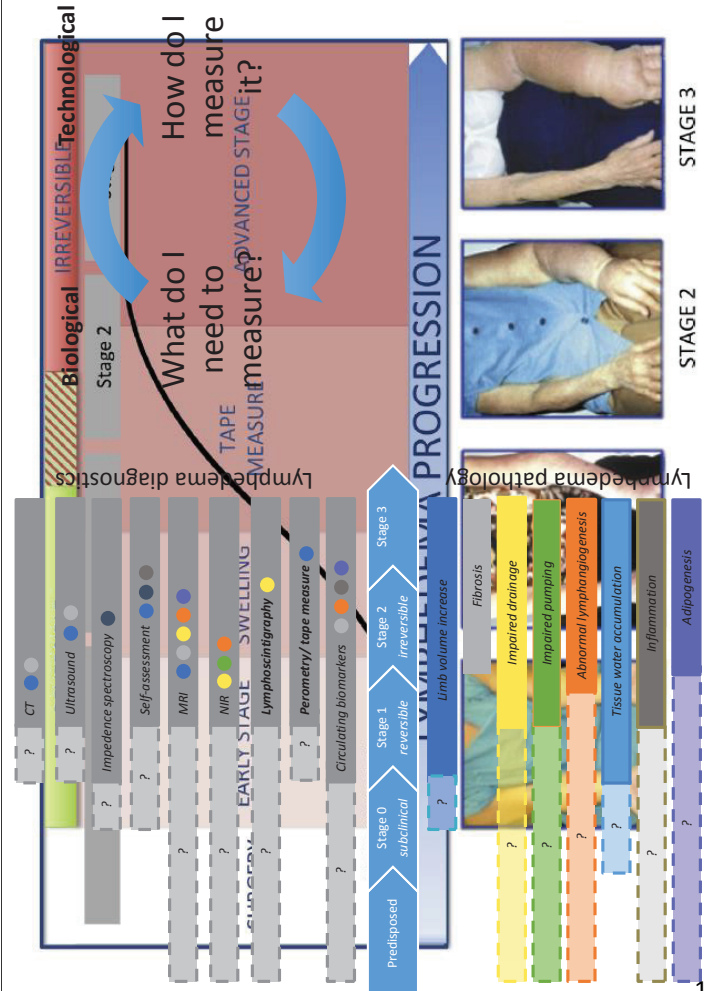 Biological
Technological
IRREVERSIBLE
Stage 2
What do I
need to
measure?
How do I
measure
it?
ADVANCED STAGE
TAPE
MEASURE
SWELLING
EARLY STAGE
SURGERY
LYMPHEDEMA PROGRESSION
STAGE 2
STAGE 3
Lymphedema diagnostics
Lymphedema pathology
? CT
? Ultrasound
? Impedence spectroscopy
? Self-assessment
? MRI
? NIR
? Lymphoscintigraphy
? Perometry/ tape measure
? Circulating biomarkers
Predisposed
Stage 0
subclinical
Stage 1
reversible
Stage 2
irreversible
Stage 3
? Limb volume increase
Fibrosis
? Impaired drainage
? Impaired pumping
? Abnormal lymphangiogenesis
? Tissue water accumulation
? Inflammation
? Adipogenesis
1